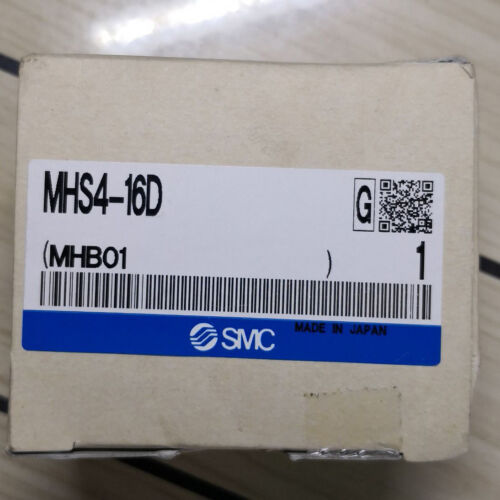 MHS4-16D
G
(MHB01 )
1
MADE IN JAPAN
SMC